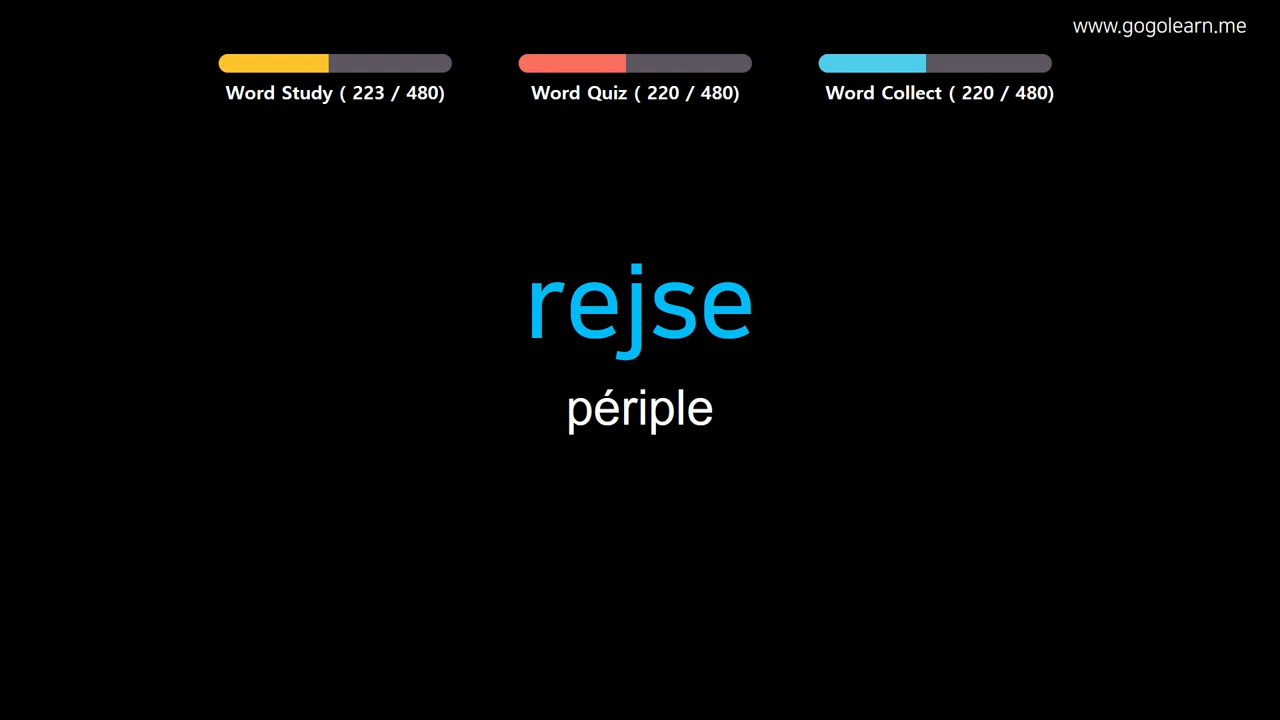 www.gogolearn.me
Word Study ( 223 / 480)
Word Quiz ( 220 / 480)
Word Collect ( 220 / 480)
rejse
périple